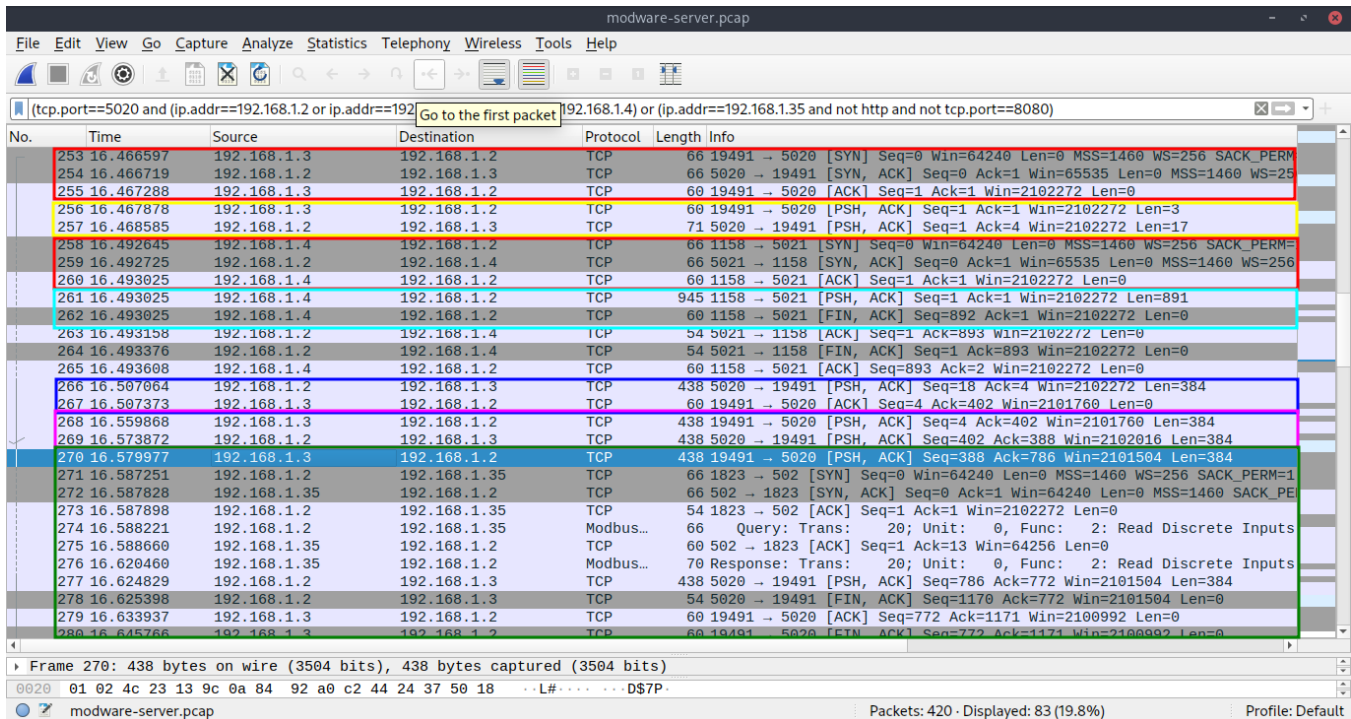 modware-server.pcap
File Edit View Go Capture Analyze Statistics Telephony Wireless Tools Help
(tcp.port==5020 and (ip.addr==192.168.1.2 or ip.addr==192 192.168.1.4) or (ip.addr==192.168.1.35 and not http and not tcp.port==8080)
Go to the first packet
No. Time Source Destination Protocol Length Info
253 16.466597 192.168.1.3 192.168.1.2 TCP 66 19491 → 5020 [SYN] Seq=0 Win=64240 Len=0 MSS=1460 WS=256 SACK_PERM
254 16.466719 192.168.1.2 192.168.1.3 TCP 66 5020 → 19491 [SYN, ACK] Seq=0 Ack=1 Win=65535 Len=0 MSS=1460 WS=25
255 16.467288 192.168.1.3 192.168.1.2 TCP 60 19491 → 5020 [ACK] Seq=1 Ack=1 Win=2102272 Len=0
256 16.467878 192.168.1.3 192.168.1.2 TCP 60 19491 → 5020 [PSH, ACK] Seq=1 Ack=1 Win=2102272 Len=3
257 16.468585 192.168.1.2 192.168.1.3 TCP 71 5020 → 19491 [PSH, ACK] Seq=1 Ack=4 Win=2102272 Len=17
258 16.492645 192.168.1.4 192.168.1.2 TCP 66 1158 → 5021 [SYN] Seq=0 Win=64240 Len=0 MSS=1460 WS=256 SACK_PERM=
259 16.492725 192.168.1.2 192.168.1.4 TCP 66 5021 → 1158 [SYN, ACK] Seq=0 Ack=1 Win=65535 Len=0 MSS=1460 WS=256
260 16.493025 192.168.1.4 192.168.1.2 TCP 60 1158 → 5021 [ACK] Seq=1 Ack=1 Win=2102272 Len=0
261 16.493025 192.168.1.4 192.168.1.2 TCP 945 1158 → 5021 [PSH, ACK] Seq=1 Ack=1 Win=2102272 Len=891
262 16.493025 192.168.1.4 192.168.1.2 TCP 60 1158 → 5021 [FIN, ACK] Seq=892 Ack=1 Win=2102272 Len=0
263 16.493158 192.168.1.2 192.168.1.4 TCP 54 5021 → 1158 [ACK] Seq=1 Ack=893 Win=2102272 Len=0
264 16.493376 192.168.1.2 192.168.1.4 TCP 54 5021 → 1158 [FIN, ACK] Seq=1 Ack=893 Win=2102272 Len=0
265 16.493608 192.168.1.4 192.168.1.2 TCP 60 1158 → 5021 [ACK] Seq=893 Ack=2 Win=2102272 Len=0
266 16.507064 192.168.1.2 192.168.1.3 TCP 438 5020 → 19491 [PSH, ACK] Seq=18 Ack=4 Win=2102272 Len=384
267 16.507373 192.168.1.3 192.168.1.2 TCP 60 19491 → 5020 [ACK] Seq=4 Ack=402 Win=2101760 Len=0
268 16.559868 192.168.1.3 192.168.1.2 TCP 438 19491 → 5020 [PSH, ACK] Seq=4 Ack=402 Win=2101760 Len=384
269 16.573872 192.168.1.2 192.168.1.3 TCP 438 5020 → 19491 [PSH, ACK] Seq=402 Ack=388 Win=2102016 Len=384
270 16.579977 192.168.1.3 192.168.1.2 TCP 438 19491 → 5020 [PSH, ACK] Seq=388 Ack=786 Win=2101504 Len=384
271 16.587251 192.168.1.2 192.168.1.35 TCP 66 1823 → 502 [SYN] Seq=0 Win=64240 Len=0 MSS=1460 WS=256 SACK_PERM=1
272 16.587828 192.168.1.35 192.168.1.2 TCP 66 502 → 1823 [SYN, ACK] Seq=0 Ack=1 Win=64240 Len=0 MSS=1460 SACK_PE
273 16.587898 192.168.1.2 192.168.1.35 TCP 54 1823 → 502 [ACK] Seq=1 Ack=1 Win=2102272 Len=0
274 16.588221 192.168.1.2 192.168.1.35 Modbus… 66 Query: Trans: 20; Unit: 0, Func: 2: Read Discrete Inputs
275 16.588660 192.168.1.35 192.168.1.2 TCP 60 502 → 1823 [ACK] Seq=1 Ack=13 Win=64256 Len=0
276 16.620460 192.168.1.35 192.168.1.2 Modbus… 70 Response: Trans: 20; Unit: 0, Func: 2: Read Discrete Inputs
277 16.624829 192.168.1.2 192.168.1.3 TCP 438 5020 → 19491 [PSH, ACK] Seq=786 Ack=772 Win=2101504 Len=384
278 16.625398 192.168.1.2 192.168.1.3 TCP 54 5020 → 19491 [FIN, ACK] Seq=1170 Ack=772 Win=2101504 Len=0
279 16.633937 192.168.1.3 192.168.1.2 TCP 60 19491 → 5020 [ACK] Seq=772 Ack=1171 Win=2100992 Len=0
280 16.645766 192.168.1.3 192.168.1.2 TCP 60 19491 → 5020 [FIN, ACK] Seq=772 Ack=1171 Win=2100992 Len=0
Frame 270: 438 bytes on wire (3504 bits), 438 bytes captured (3504 bits)
0020 01 02 4c 23 13 9c 0a 84 92 a0 c2 44 24 37 50 18 ··L#···· ···D$7P·
modware-server.pcap Packets: 420 · Displayed: 83 (19.8%) Profile: Default